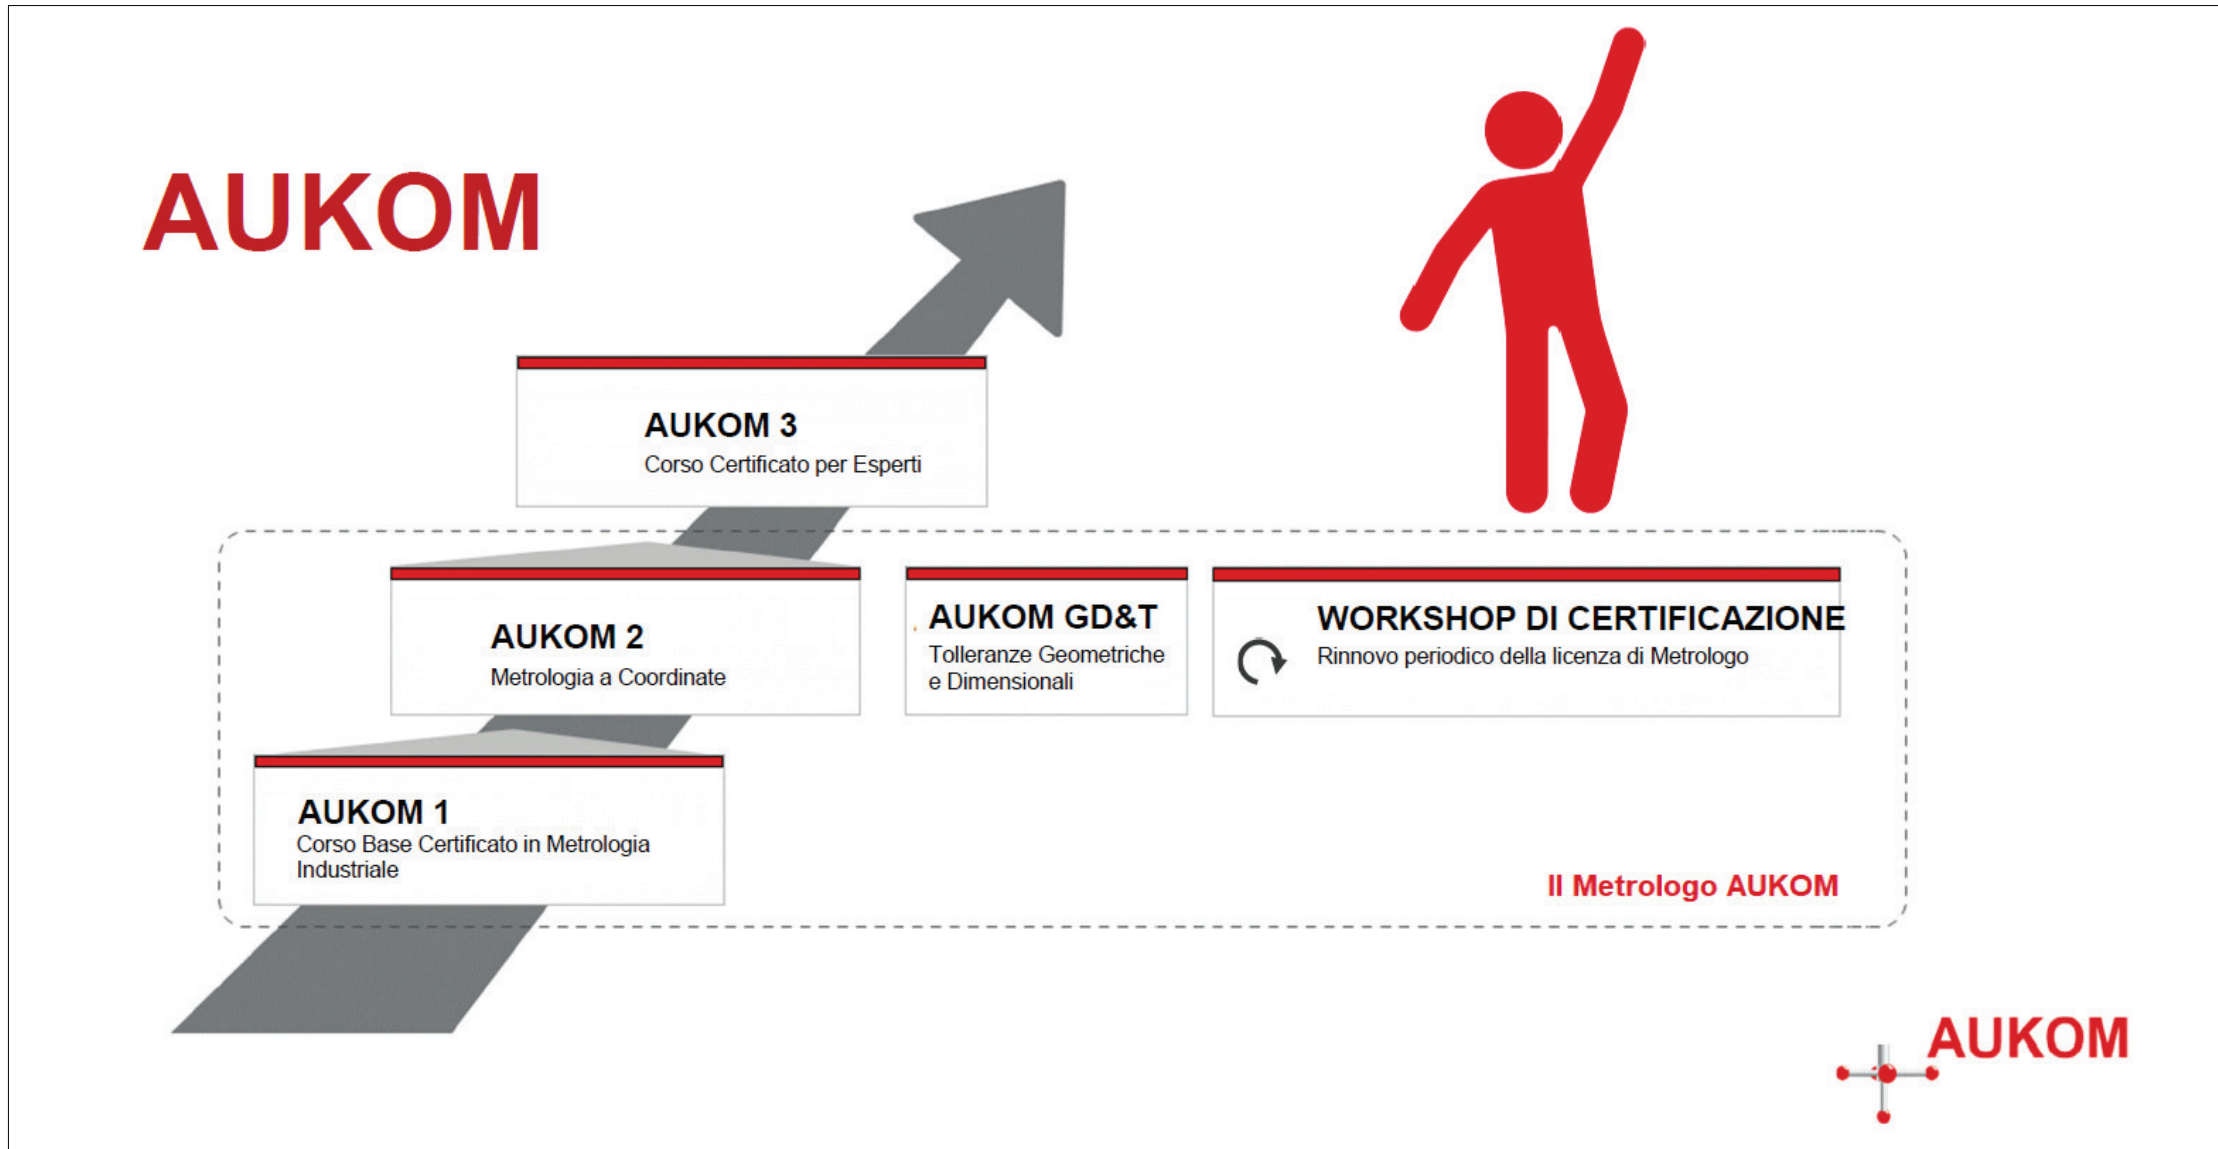 AUKOM
AUKOM 3
Corso Certificato per Esperti
AUKOM 2
Metrologia a Coordinate
AUKOM GD&T
Tolleranze Geometriche
e Dimensionali
WORKSHOP DI CERTIFICAZIONE
Rinnovo periodico della licenza di Metrologo
AUKOM 1
Corso Base Certificato in Metrologia
Industriale
Il Metrologo AUKOM
AUKOM